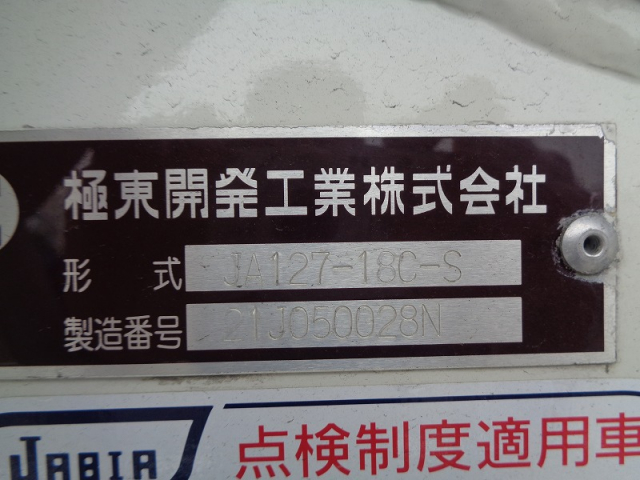 極東開発工業株式会社
形 式 JA127-18C-S
製造番号 21J050028N
JABIA 点検制度適用車